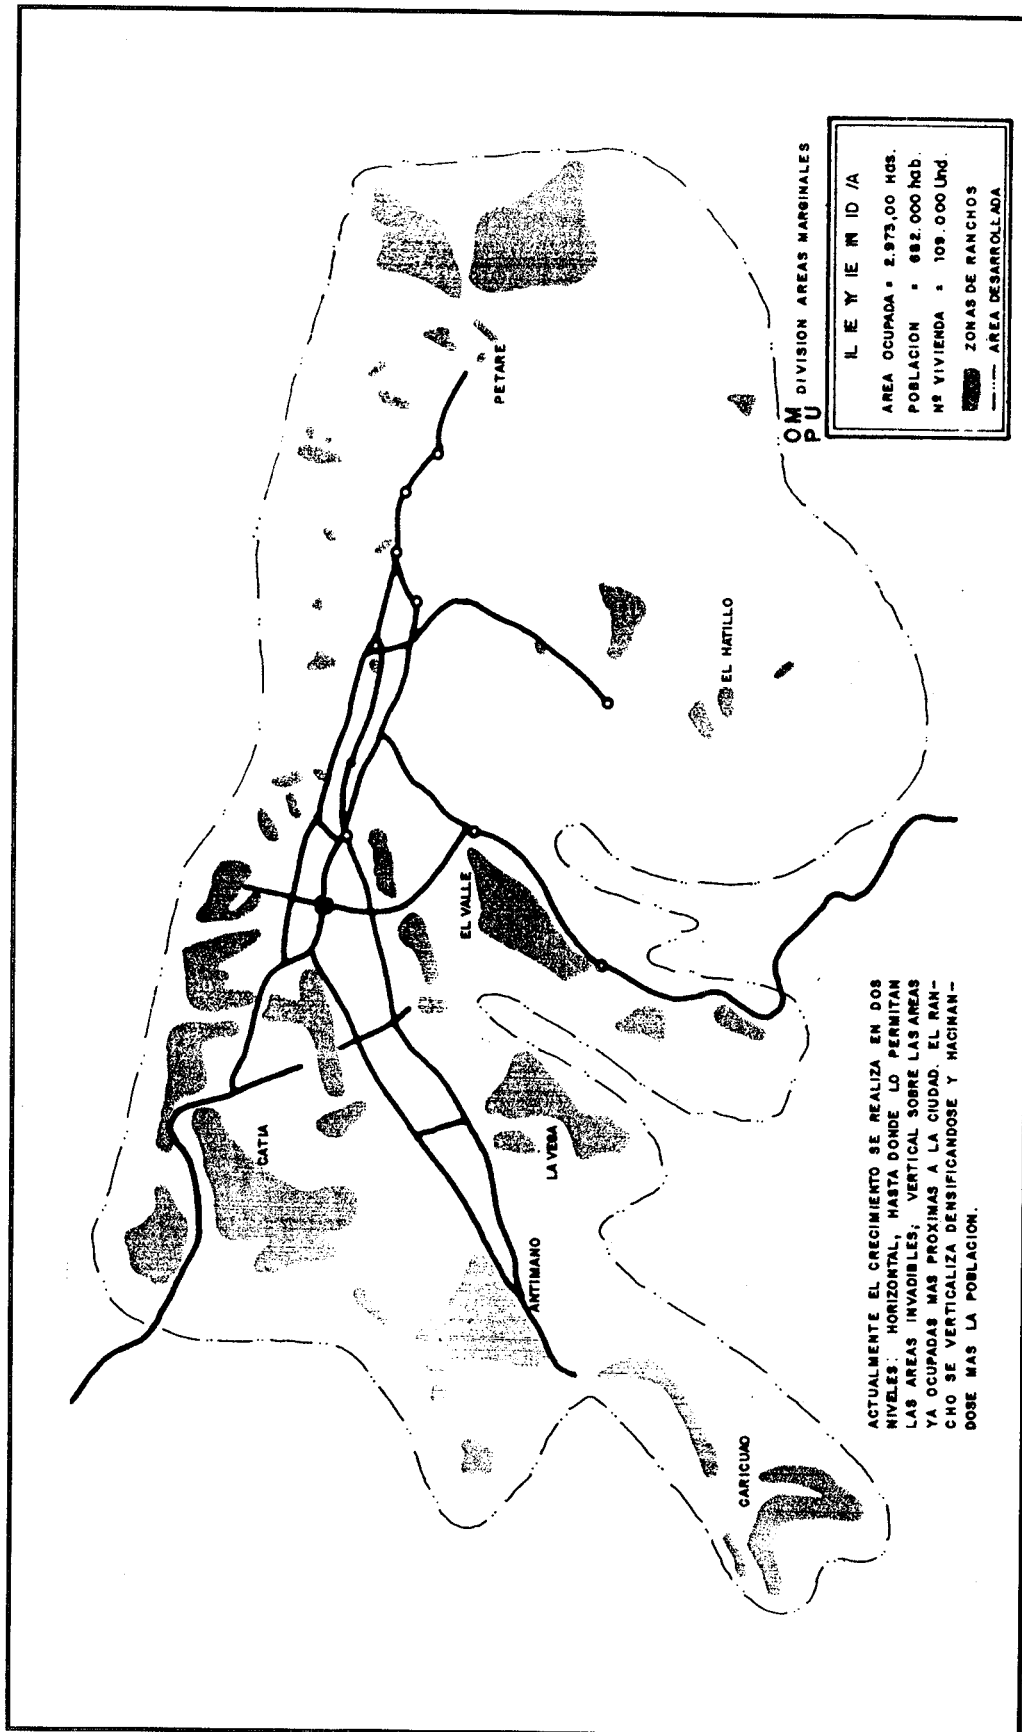 PETARE
EL HATILLO
EL VALLE
CATIA
LA VEGA
ANTIMANO
CARICUAO
ACTUALMENTE EL CRECIMIENTO SE REALIZA EN DOS
NIVELES: HORIZONTAL, HASTA DONDE LO PERMITAN
LAS AREAS INVADIBLES; VERTICAL SOBRE LAS AREAS
YA OCUPADAS MAS PROXIMAS A LA CIUDAD. EL RAN-
CHO SE VERTICALIZA DENSIFICANDOSE Y HACINAN-
DOSE MAS LA POBLACION.
OM
PU
DIVISION AREAS MARGINALES
LEYENDA
AREA OCUPADA = 2.973,00 Has.
POBLACION = 682.000 hab.
Nº VIVIENDA = 109.000 Und.
ZONAS DE RANCHOS
AREA DESARROLLADA